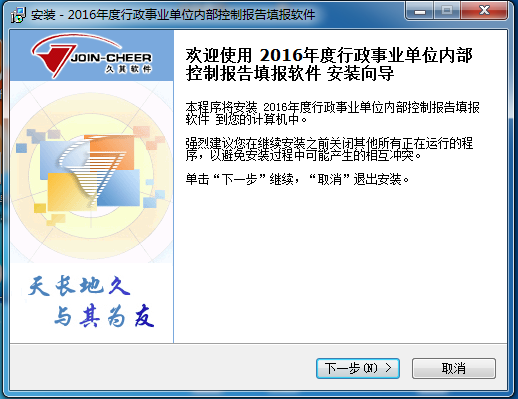 安装 - 2016年度行政事业单位内部控制报告填报软件
JOIN-CHEER
久其软件
欢迎使用 2016年度行政事业单位内部
控制报告填报软件 安装向导
本程序将安装 2016年度行政事业单位内部控制报告填报
软件 到您的计算机中。
强烈建议您在继续安装之前关闭其他所有正在运行的程
序，以避免安装过程中可能产生的相互冲突。
单击“下一步”继续，“取消”退出安装。
天长地久
与其为友
下一步(N) >
取消